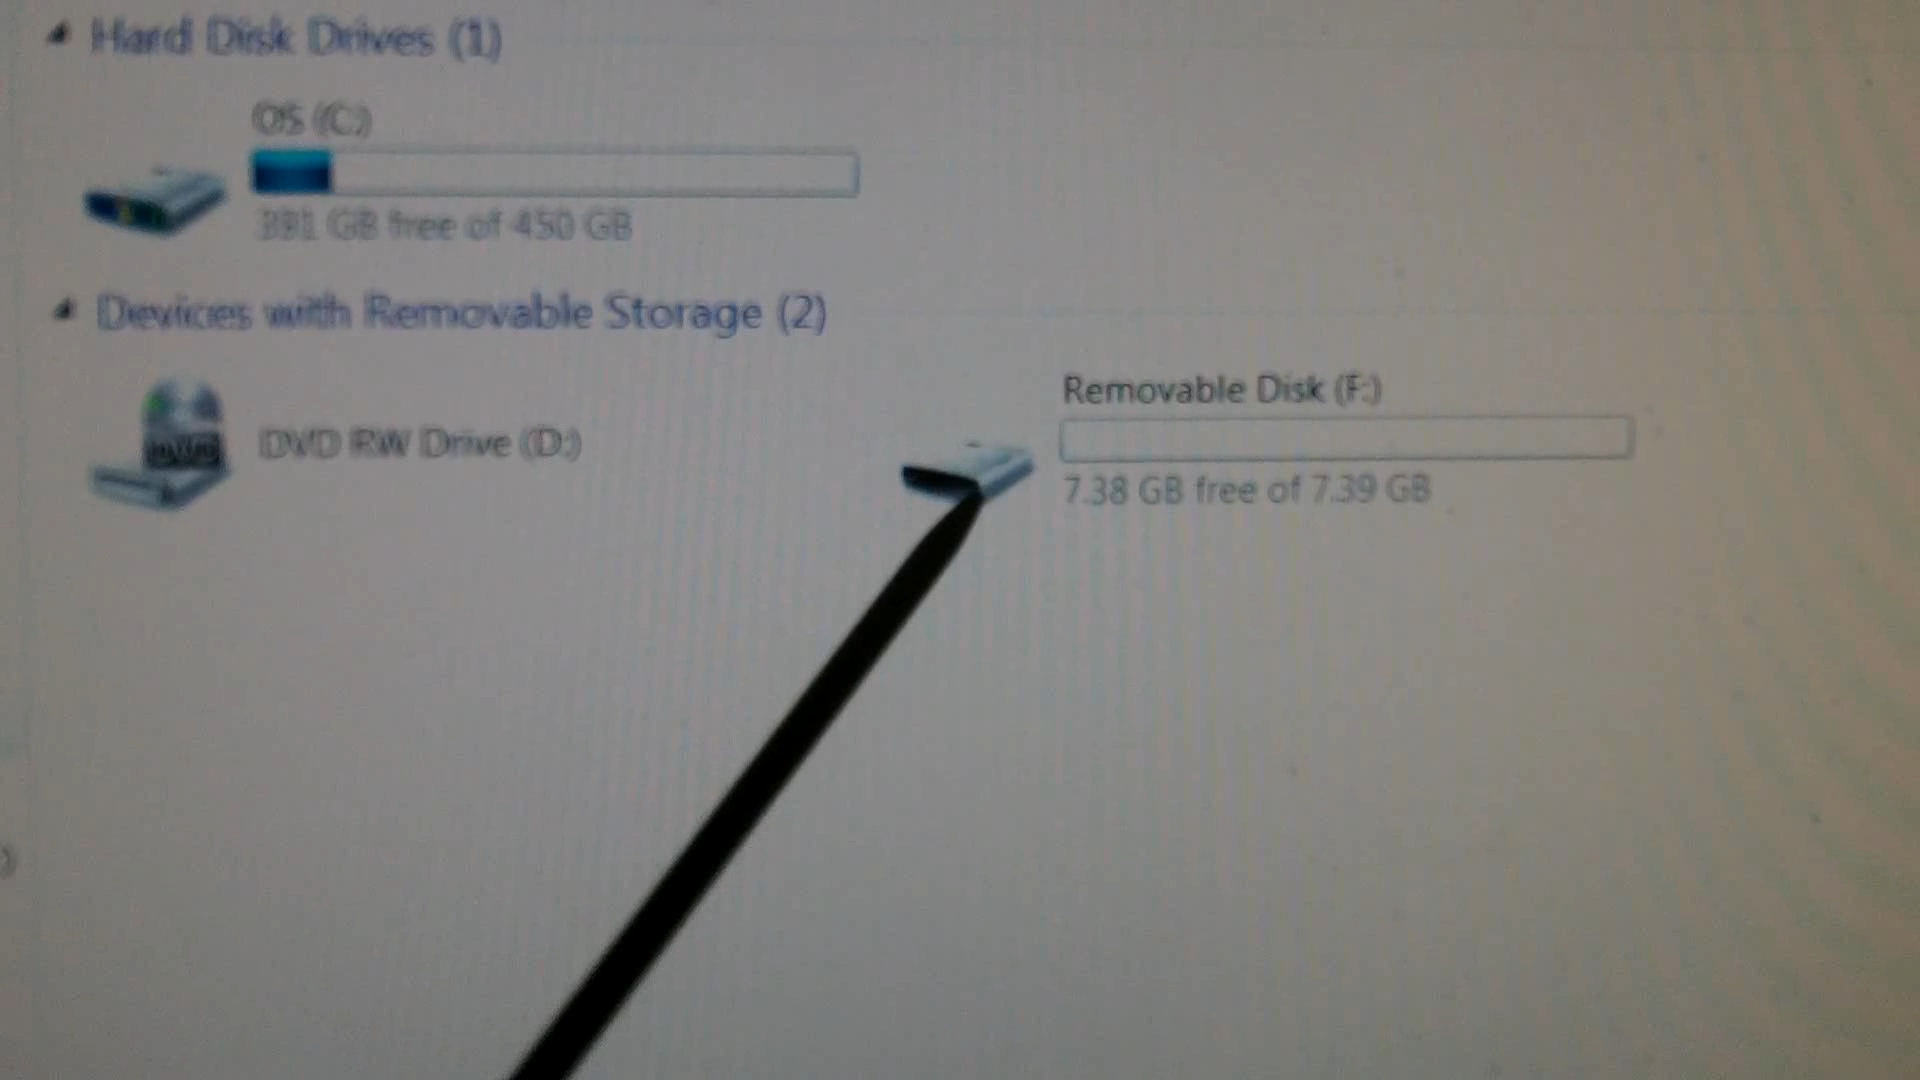 Hard Disk Drives (1)
OS (C:)
391 GB free of 450 GB
Devices with Removable Storage (2)
DVD RW Drive (D:)
Removable Disk (F:)
7.38 GB free of 7.39 GB
)